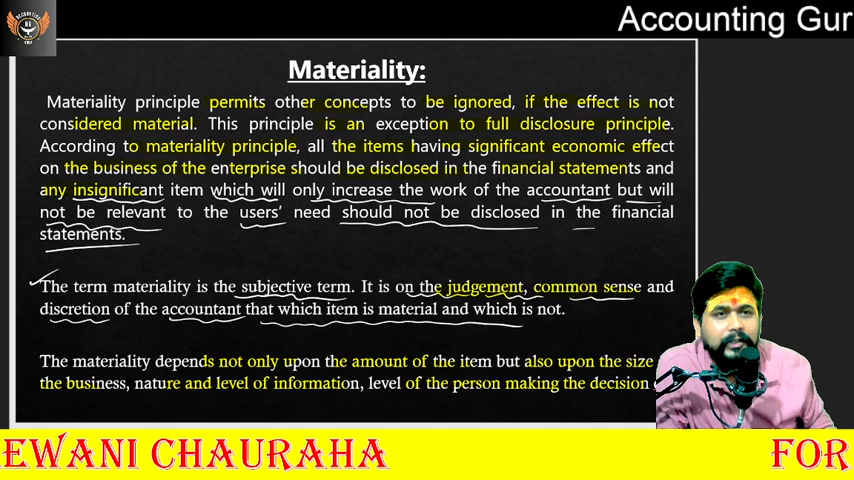 Accounting Gur
Materiality:
Materiality principle permits other concepts to be ignored, if the effect is not
considered material. This principle is an exception to full disclosure principle.
According to materiality principle, all the items having significant economic effect
on the business of the enterprise should be disclosed in the financial statements and
any insignificant item which will only increase the work of the accountant but will
not be relevant to the users’ need should not be disclosed in the financial
statements.
The term materiality is the subjective term. It is on the judgement, common sense and
discretion of the accountant that which item is material and which is not.
The materiality depends not only upon the amount of the item but also upon the size
the business, nature and level of information, level of the person making the decision
EWANI CHAURAHA
FOR